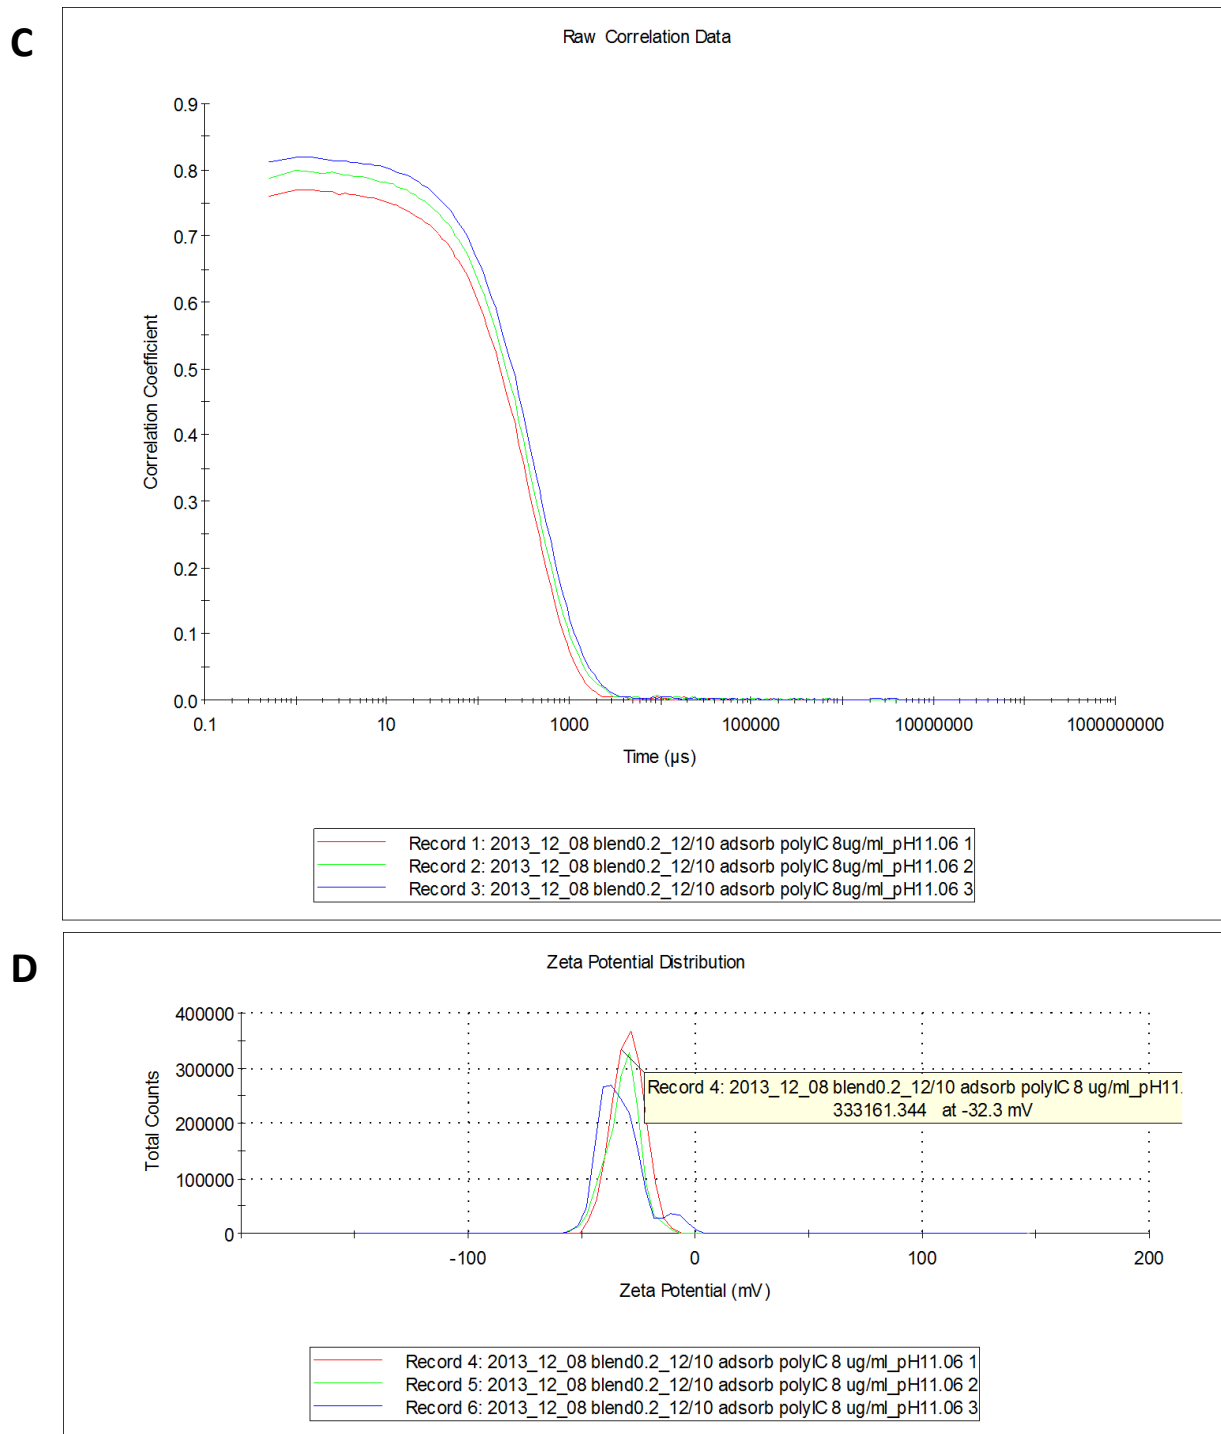 C
Raw Correlation Data
0.9
0.8
0.7
0.6
0.5
0.4
0.3
0.2
0.1
0.0
Correlation Coefficient
0.1 10 1000 100000 10000000 1000000000
Time (µs)
Record 1: 2013_12_08 blend0.2_12/10 adsorb polyIC 8ug/ml_pH11.06 1
Record 2: 2013_12_08 blend0.2_12/10 adsorb polyIC 8ug/ml_pH11.06 2
Record 3: 2013_12_08 blend0.2_12/10 adsorb polyIC 8ug/ml_pH11.06 3
D
Zeta Potential Distribution
400000
300000
200000
100000
0
Total Counts
Record 4: 2013_12_08 blend0.2_12/10 adsorb polyIC 8 ug/ml_pH11.
333161.344 at -32.3 mV
-100 0 100 200
Zeta Potential (mV)
Record 4: 2013_12_08 blend0.2_12/10 adsorb polyIC 8 ug/ml_pH11.06 1
Record 5: 2013_12_08 blend0.2_12/10 adsorb polyIC 8 ug/ml_pH11.06 2
Record 6: 2013_12_08 blend0.2_12/10 adsorb polyIC 8 ug/ml_pH11.06 3